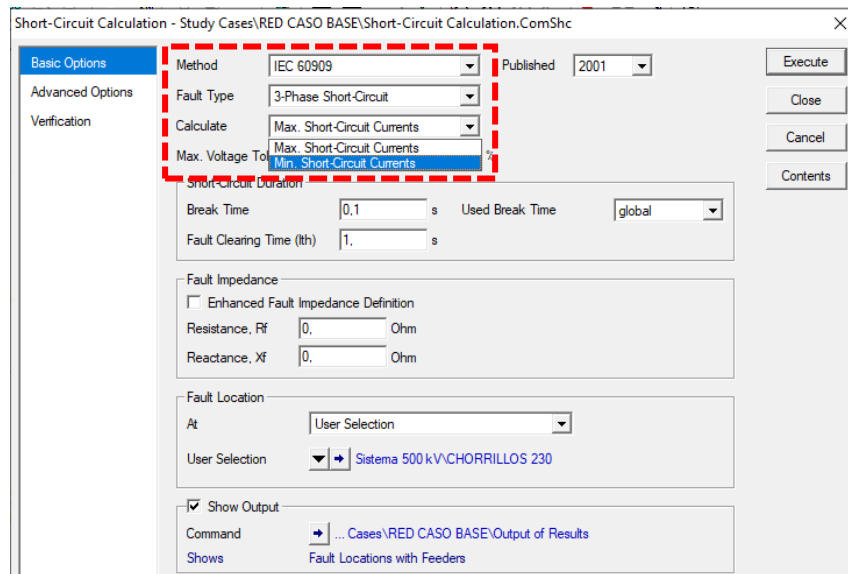 Short-Circuit Calculation - Study Cases\RED CASO BASE\Short-Circuit Calculation.ComShc
Basic Options
Advanced Options
Verification
Method IEC 60909 Published 2001
Fault Type 3-Phase Short-Circuit
Calculate Max. Short-Circuit Currents
Max. Short-Circuit Currents
Max. Voltage Tol %
Min. Short-Circuit Currents
Execute
Close
Cancel
Contents
Short-Circuit Duration
Break Time 0,1 s Used Break Time global
Fault Clearing Time (Ith) 1, s
Fault Impedance
Enhanced Fault Impedance Definition
Resistance, Rf 0, Ohm
Reactance, Xf 0, Ohm
Fault Location
At User Selection
User Selection Sistema 500 kV\CHORRILLOS 230
Show Output
Command ... Cases\RED CASO BASE\Output of Results
Shows Fault Locations with Feeders